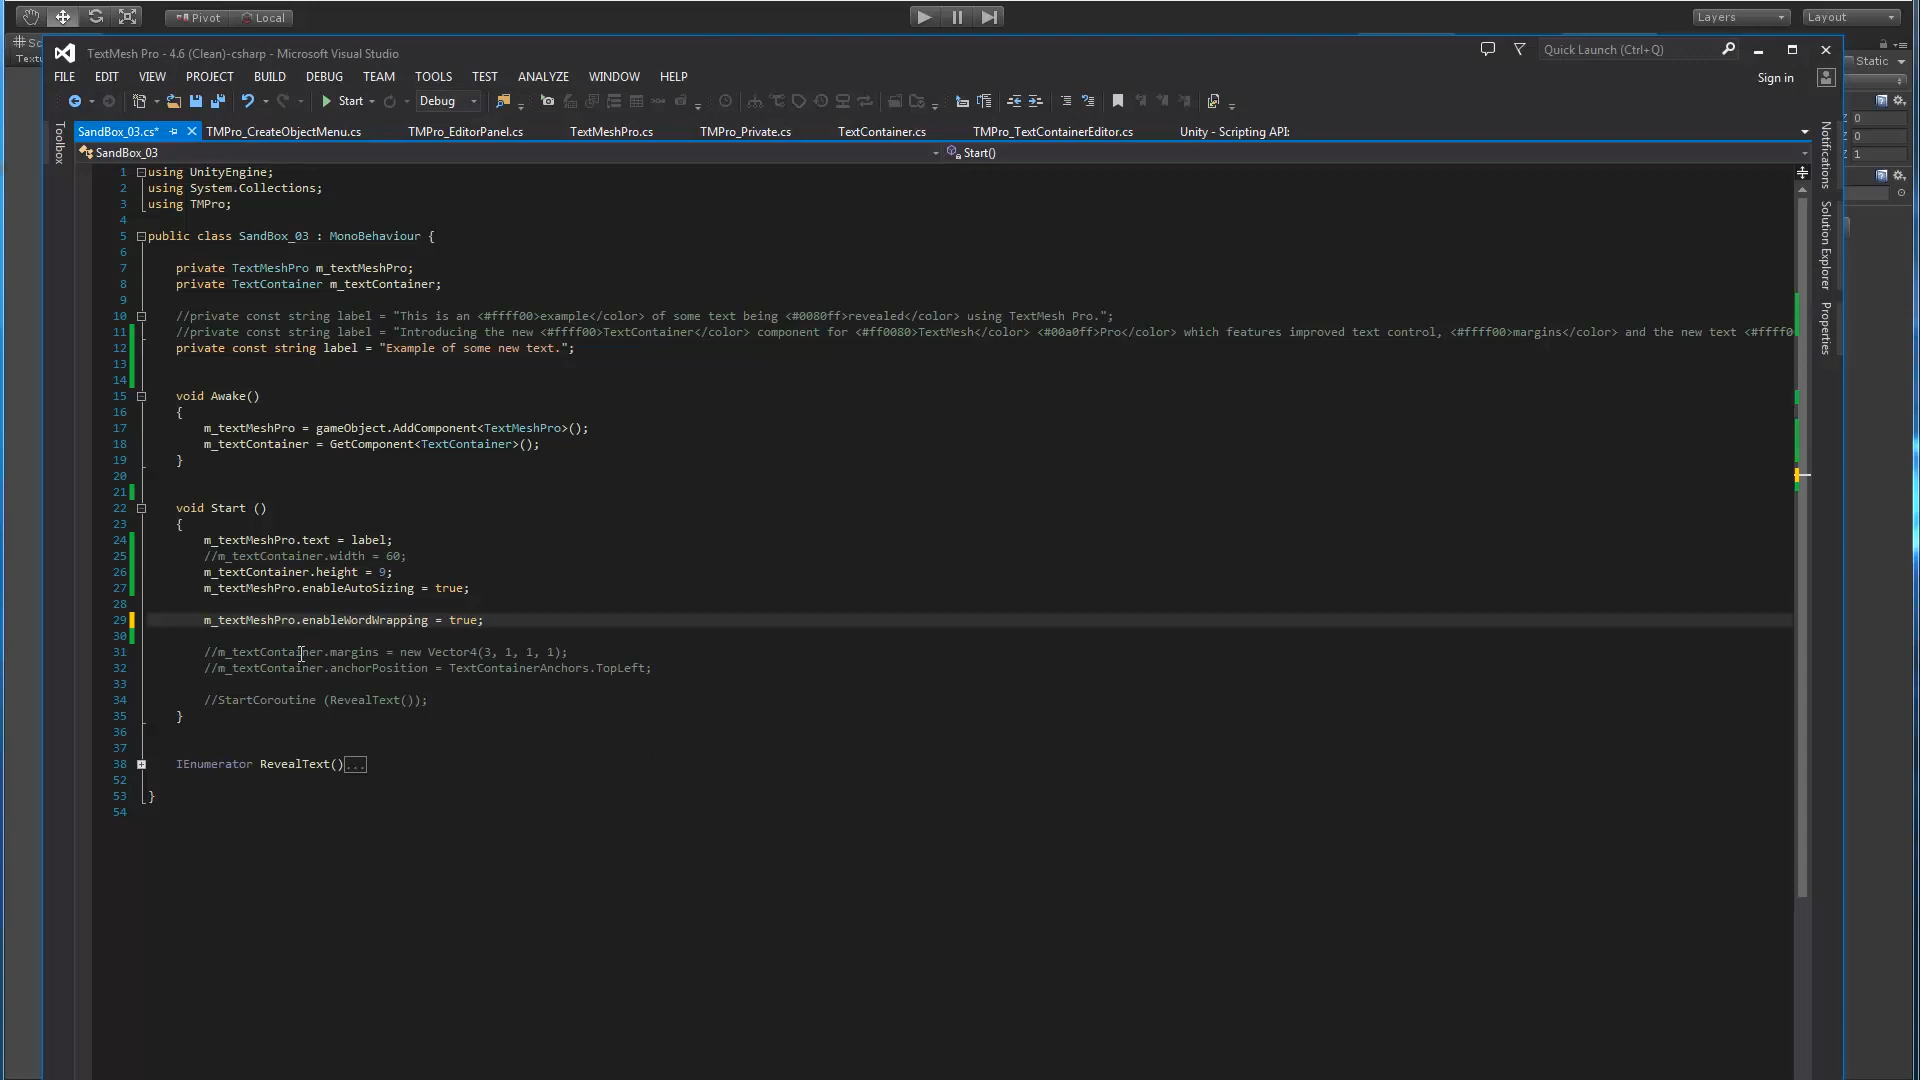 Pivot Local Layers Layout
TextMesh Pro - 4.6 (Clean)-csharp - Microsoft Visual Studio
Quick Launch (Ctrl+Q)
Static
FILE EDIT VIEW PROJECT BUILD DEBUG TEAM TOOLS TEST ANALYZE WINDOW HELP
Sign in
Start Debug
SandBox_03.cs* TMPro_CreateObjectMenu.cs TMPro_EditorPanel.cs TextMeshPro.cs TMPro_Private.cs TextContainer.cs TMPro_TextContainerEditor.cs Unity - Scripting API:
SandBox_03 Start()
Toolbox
Notifications
Solution Explorer
Properties
0
0
1
1 using UnityEngine;
2 using System.Collections;
3 using TMPro;
4
5 public class SandBox_03 : MonoBehaviour {
6
7 private TextMeshPro m_textMeshPro;
8 private TextContainer m_textContainer;
9
10 //private const string label = "This is an <#ffff00>example</color> of some text being <#0080ff>revealed</color> using TextMesh Pro.";
11 //private const string label = "Introducing the new <#ffff00>TextContainer</color> component for <#ff0080>TextMesh</color> <#00a0ff>Pro</color> which features improved text control, <#ffff00>margins</color> and the new text <#ffff0
12 private const string label = "Example of some new text.";
13
14
15 void Awake()
16 {
17 m_textMeshPro = gameObject.AddComponent<TextMeshPro>();
18 m_textContainer = GetComponent<TextContainer>();
19 }
20
21
22 void Start ()
23 {
24 m_textMeshPro.text = label;
25 //m_textContainer.width = 60;
26 m_textContainer.height = 9;
27 m_textMeshPro.enableAutoSizing = true;
28
29 m_textMeshPro.enableWordWrapping = true;
30
31 //m_textContainer.margins = new Vector4(3, 1, 1, 1);
32 //m_textContainer.anchorPosition = TextContainerAnchors.TopLeft;
33
34 //StartCoroutine (RevealText());
35 }
36
37
38 IEnumerator RevealText()...
52
53 }
54